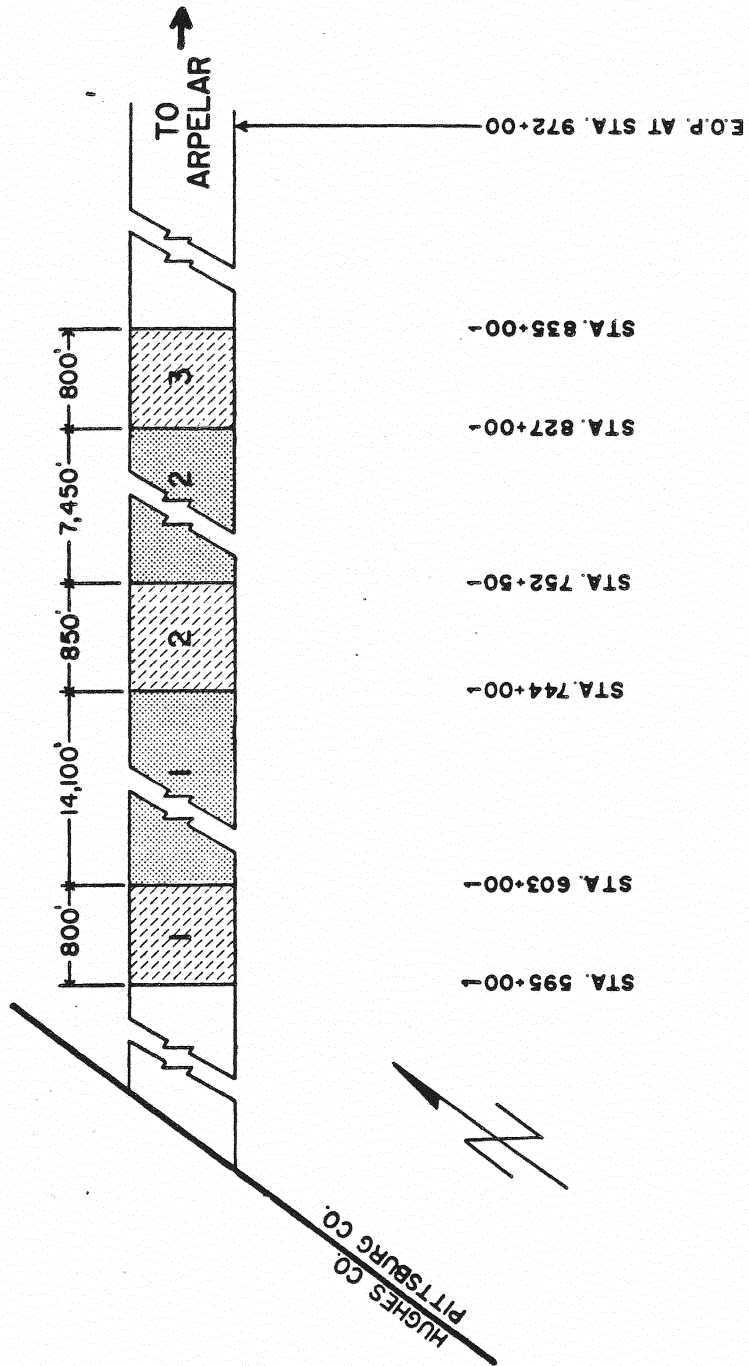 TO
ARPELAR
E.O.P. AT STA. 972+00
800'
7,450'
850'
14,100'
800'
3
2
2
1
1
STA. 835+00
STA. 827+00
STA. 752+50
STA. 744+00
STA. 603+00
STA. 595+00
N
HUGHES CO.
PITTSBURG CO.